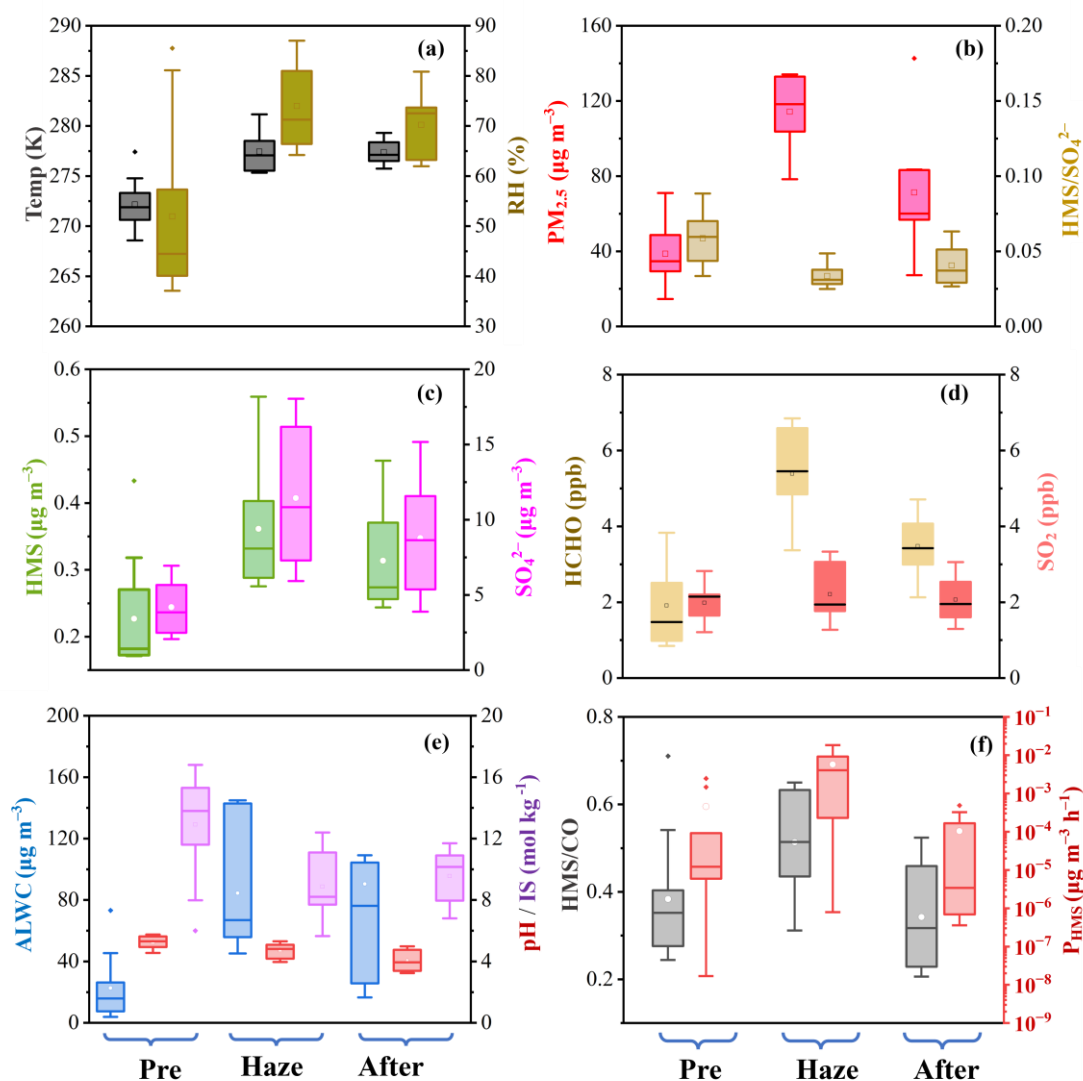 290
285
280
275
270
265
260
Temp (K)
(a)
90
80
70
60
50
40
30
RH (%)
160
120
80
40
0
PM₂.₅ (μg m⁻³)
(b)
0.20
0.15
0.10
0.05
0.00
HMS/SO₄²⁻
0.6
0.5
0.4
0.3
0.2
HMS (μg m⁻³)
(c)
20
15
10
5
0
SO₄²⁻ (μg m⁻³)
8
6
4
2
0
HCHO (ppb)
(d)
8
6
4
2
0
SO₂ (ppb)
200
160
120
80
40
0
ALWC (μg m⁻³)
(e)
20
16
12
8
4
0
pH / IS (mol kg⁻¹)
Pre
Haze
After
0.8
0.6
0.4
0.2
HMS/CO
(f)
10⁻¹
10⁻²
10⁻³
10⁻⁴
10⁻⁵
10⁻⁶
10⁻⁷
10⁻⁸
10⁻⁹
P_HMS (μg m⁻³ h⁻¹)
Pre
Haze
After